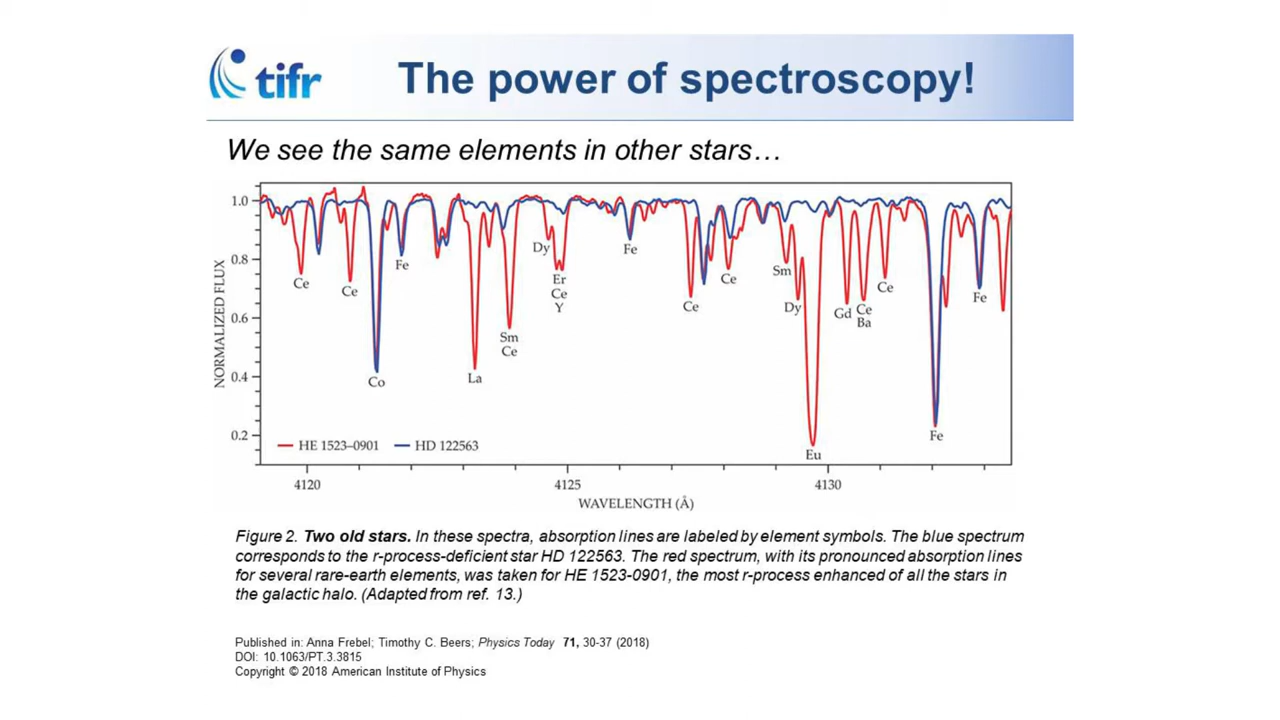 tifr
The power of spectroscopy!
We see the same elements in other stars…
1.0
0.8
0.6
0.4
0.2
NORMALIZED FLUX
Ce
Ce
Co
Fe
La
Sm
Ce
Dy
Er
Ce
Y
Fe
Ce
Ce
Sm
Dy
Eu
Gd
Ce
Ba
Ce
Fe
Fe
HE 1523–0901
HD 122563
4120
4125
4130
WAVELENGTH (Å)
Figure 2. Two old stars. In these spectra, absorption lines are labeled by element symbols. The blue spectrum
corresponds to the r-process-deficient star HD 122563. The red spectrum, with its pronounced absorption lines
for several rare-earth elements, was taken for HE 1523-0901, the most r-process enhanced of all the stars in
the galactic halo. (Adapted from ref. 13.)
Published in: Anna Frebel; Timothy C. Beers; Physics Today 71, 30-37 (2018)
DOI: 10.1063/PT.3.3815
Copyright © 2018 American Institute of Physics